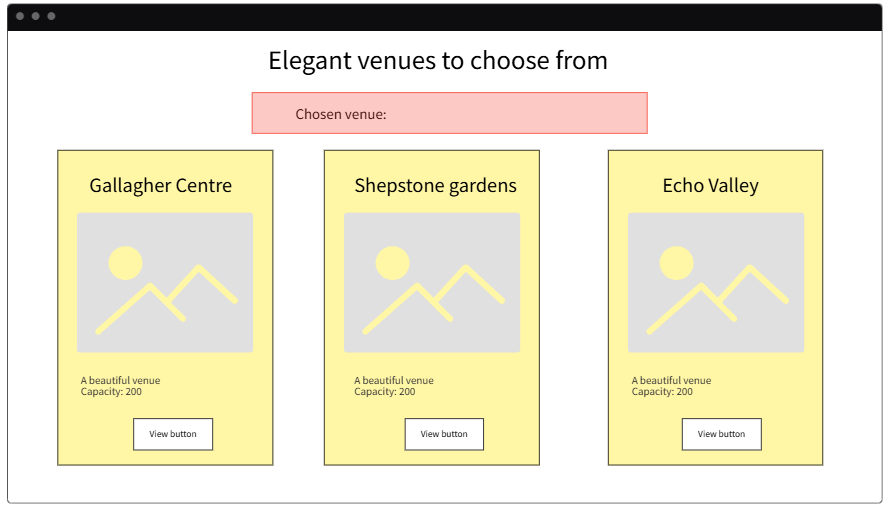 Elegant venues to choose from
Chosen venue:
Gallagher Centre
A beautiful venue
Capacity: 200
View button
Shepstone gardens
A beautiful venue
Capacity: 200
View button
Echo Valley
A beautiful venue
Capacity: 200
View button